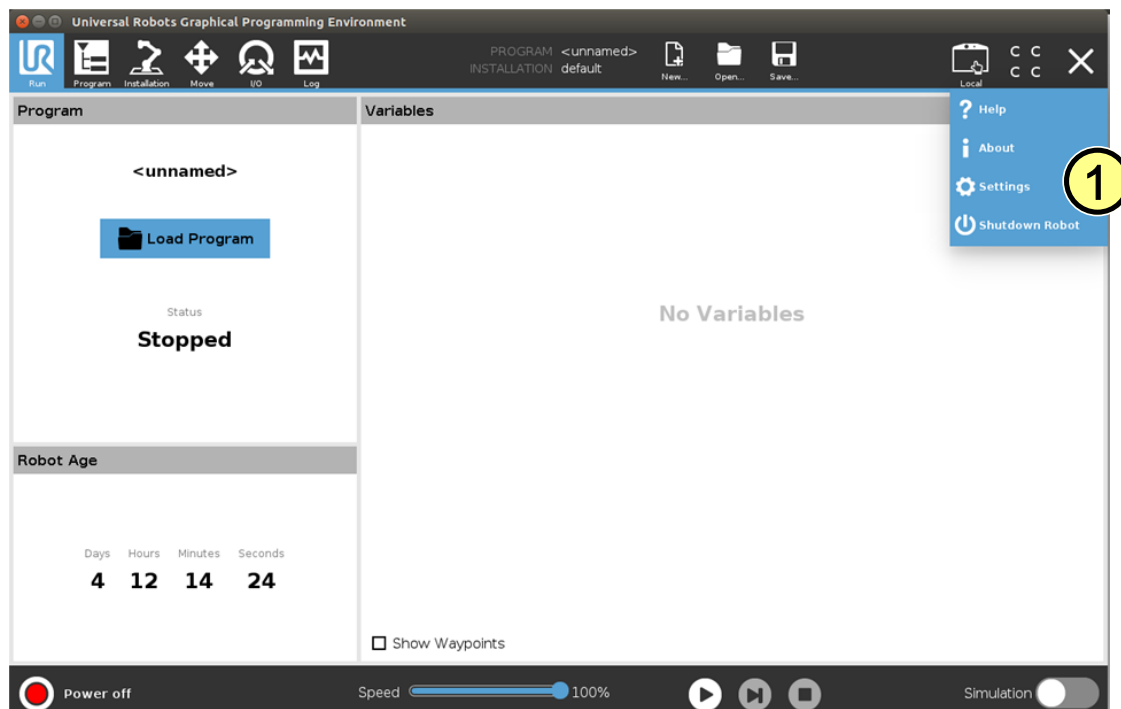 Universal Robots Graphical Programming Environment
UR
Run
Program
Installation
Move
I/O
Log
PROGRAM <unnamed>
INSTALLATION default
New...
Open...
Save...
Local
C C
C C
Program
Variables
Help
About
Settings
1
Shutdown Robot
<unnamed>
Load Program
Status
Stopped
No Variables
Robot Age
Days Hours Minutes Seconds
4 12 14 24
Show Waypoints
Power off
Speed 100%
Simulation